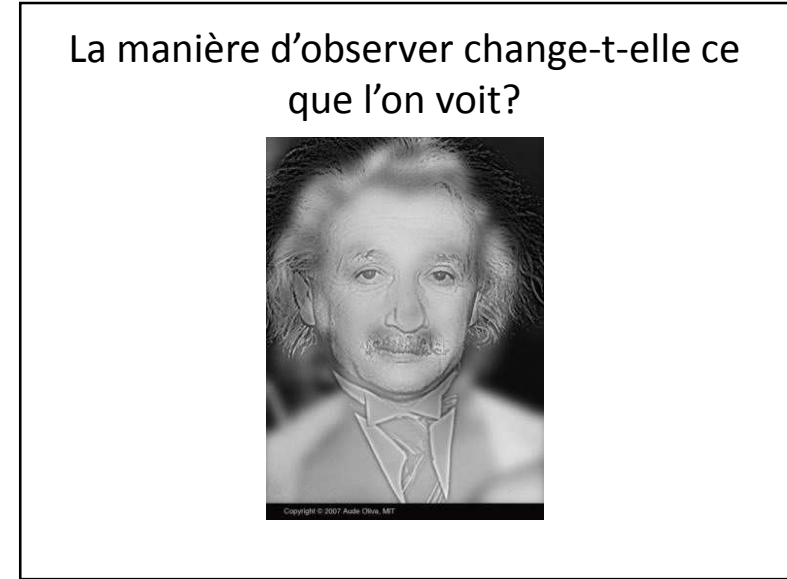 La manière d’observer change-t-elle ce
que l’on voit?
Copyright © 2007 Aude Oliva, MIT